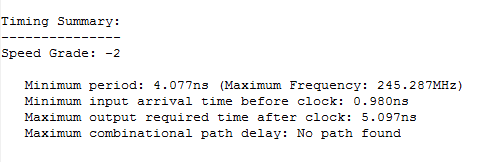 Timing Summary:
---------------
Speed Grade: -2
Minimum period: 4.077ns (Maximum Frequency: 245.287MHz)
Minimum input arrival time before clock: 0.980ns
Maximum output required time after clock: 5.097ns
Maximum combinational path delay: No path found